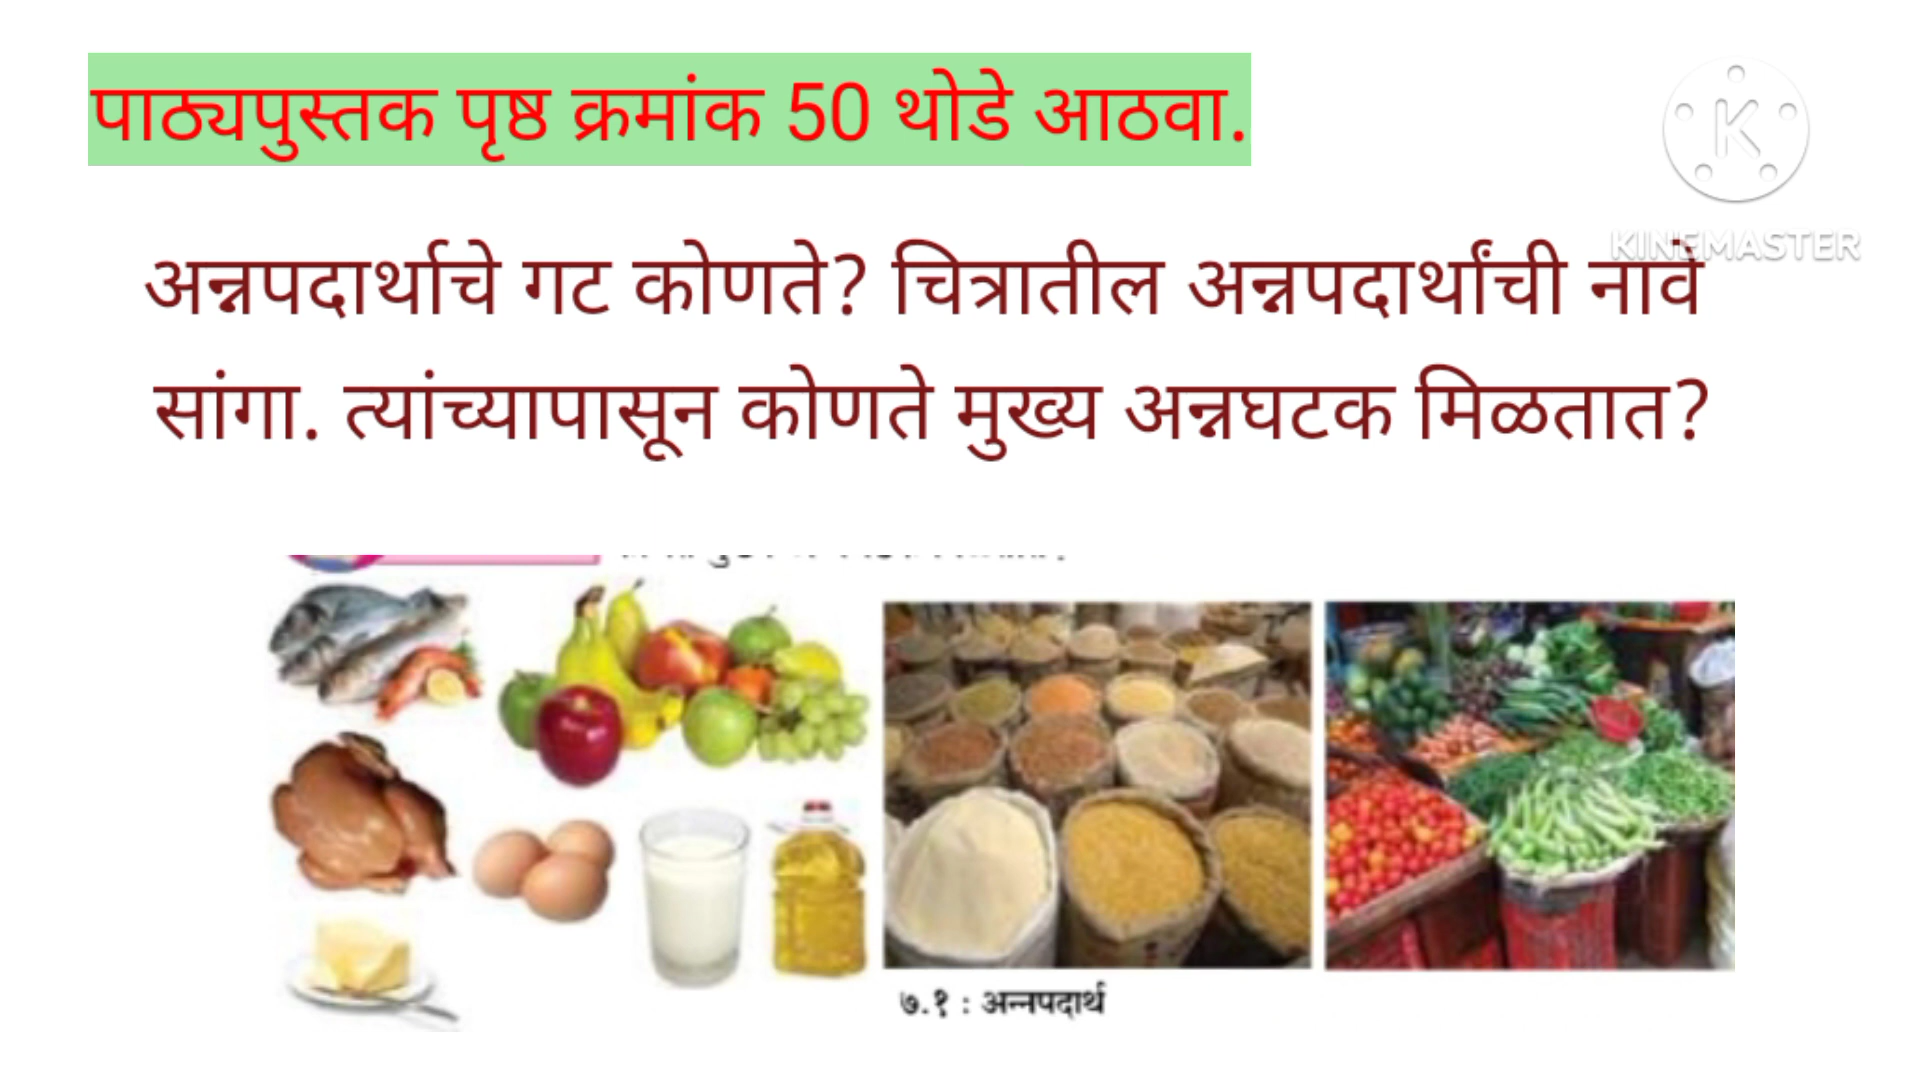 पाठ्यपुस्तक पृष्ठ क्रमांक 50 थोडे आठवा.
K
KINEMASTER
अन्नपदार्थाचे गट कोणते? चित्रातील अन्नपदार्थांची नावे
सांगा. त्यांच्यापासून कोणते मुख्य अन्नघटक मिळतात?
७.१ : अन्नपदार्थ